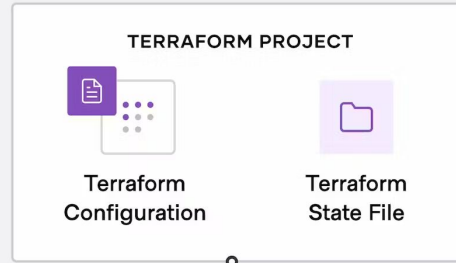 TERRAFORM PROJECT
Terraform
Configuration
Terraform
State File